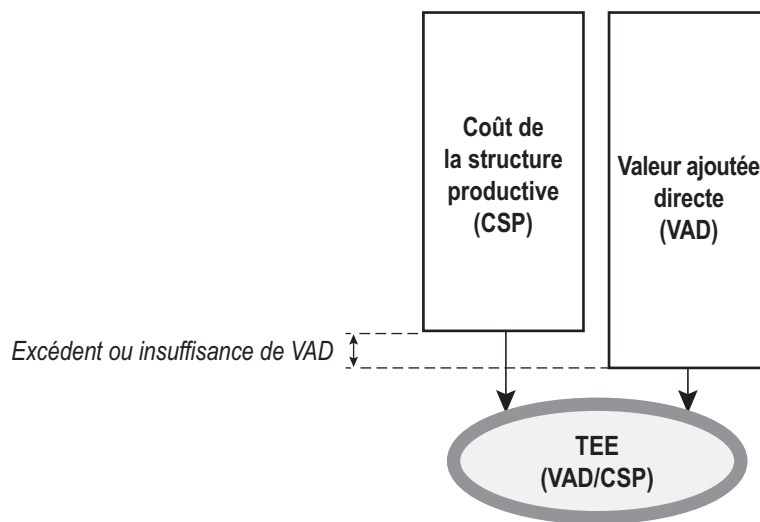 Coût de
la structure
productive
(CSP)
Valeur ajoutée
directe
(VAD)
Excédent ou insuffisance de VAD
TEE
(VAD/CSP)